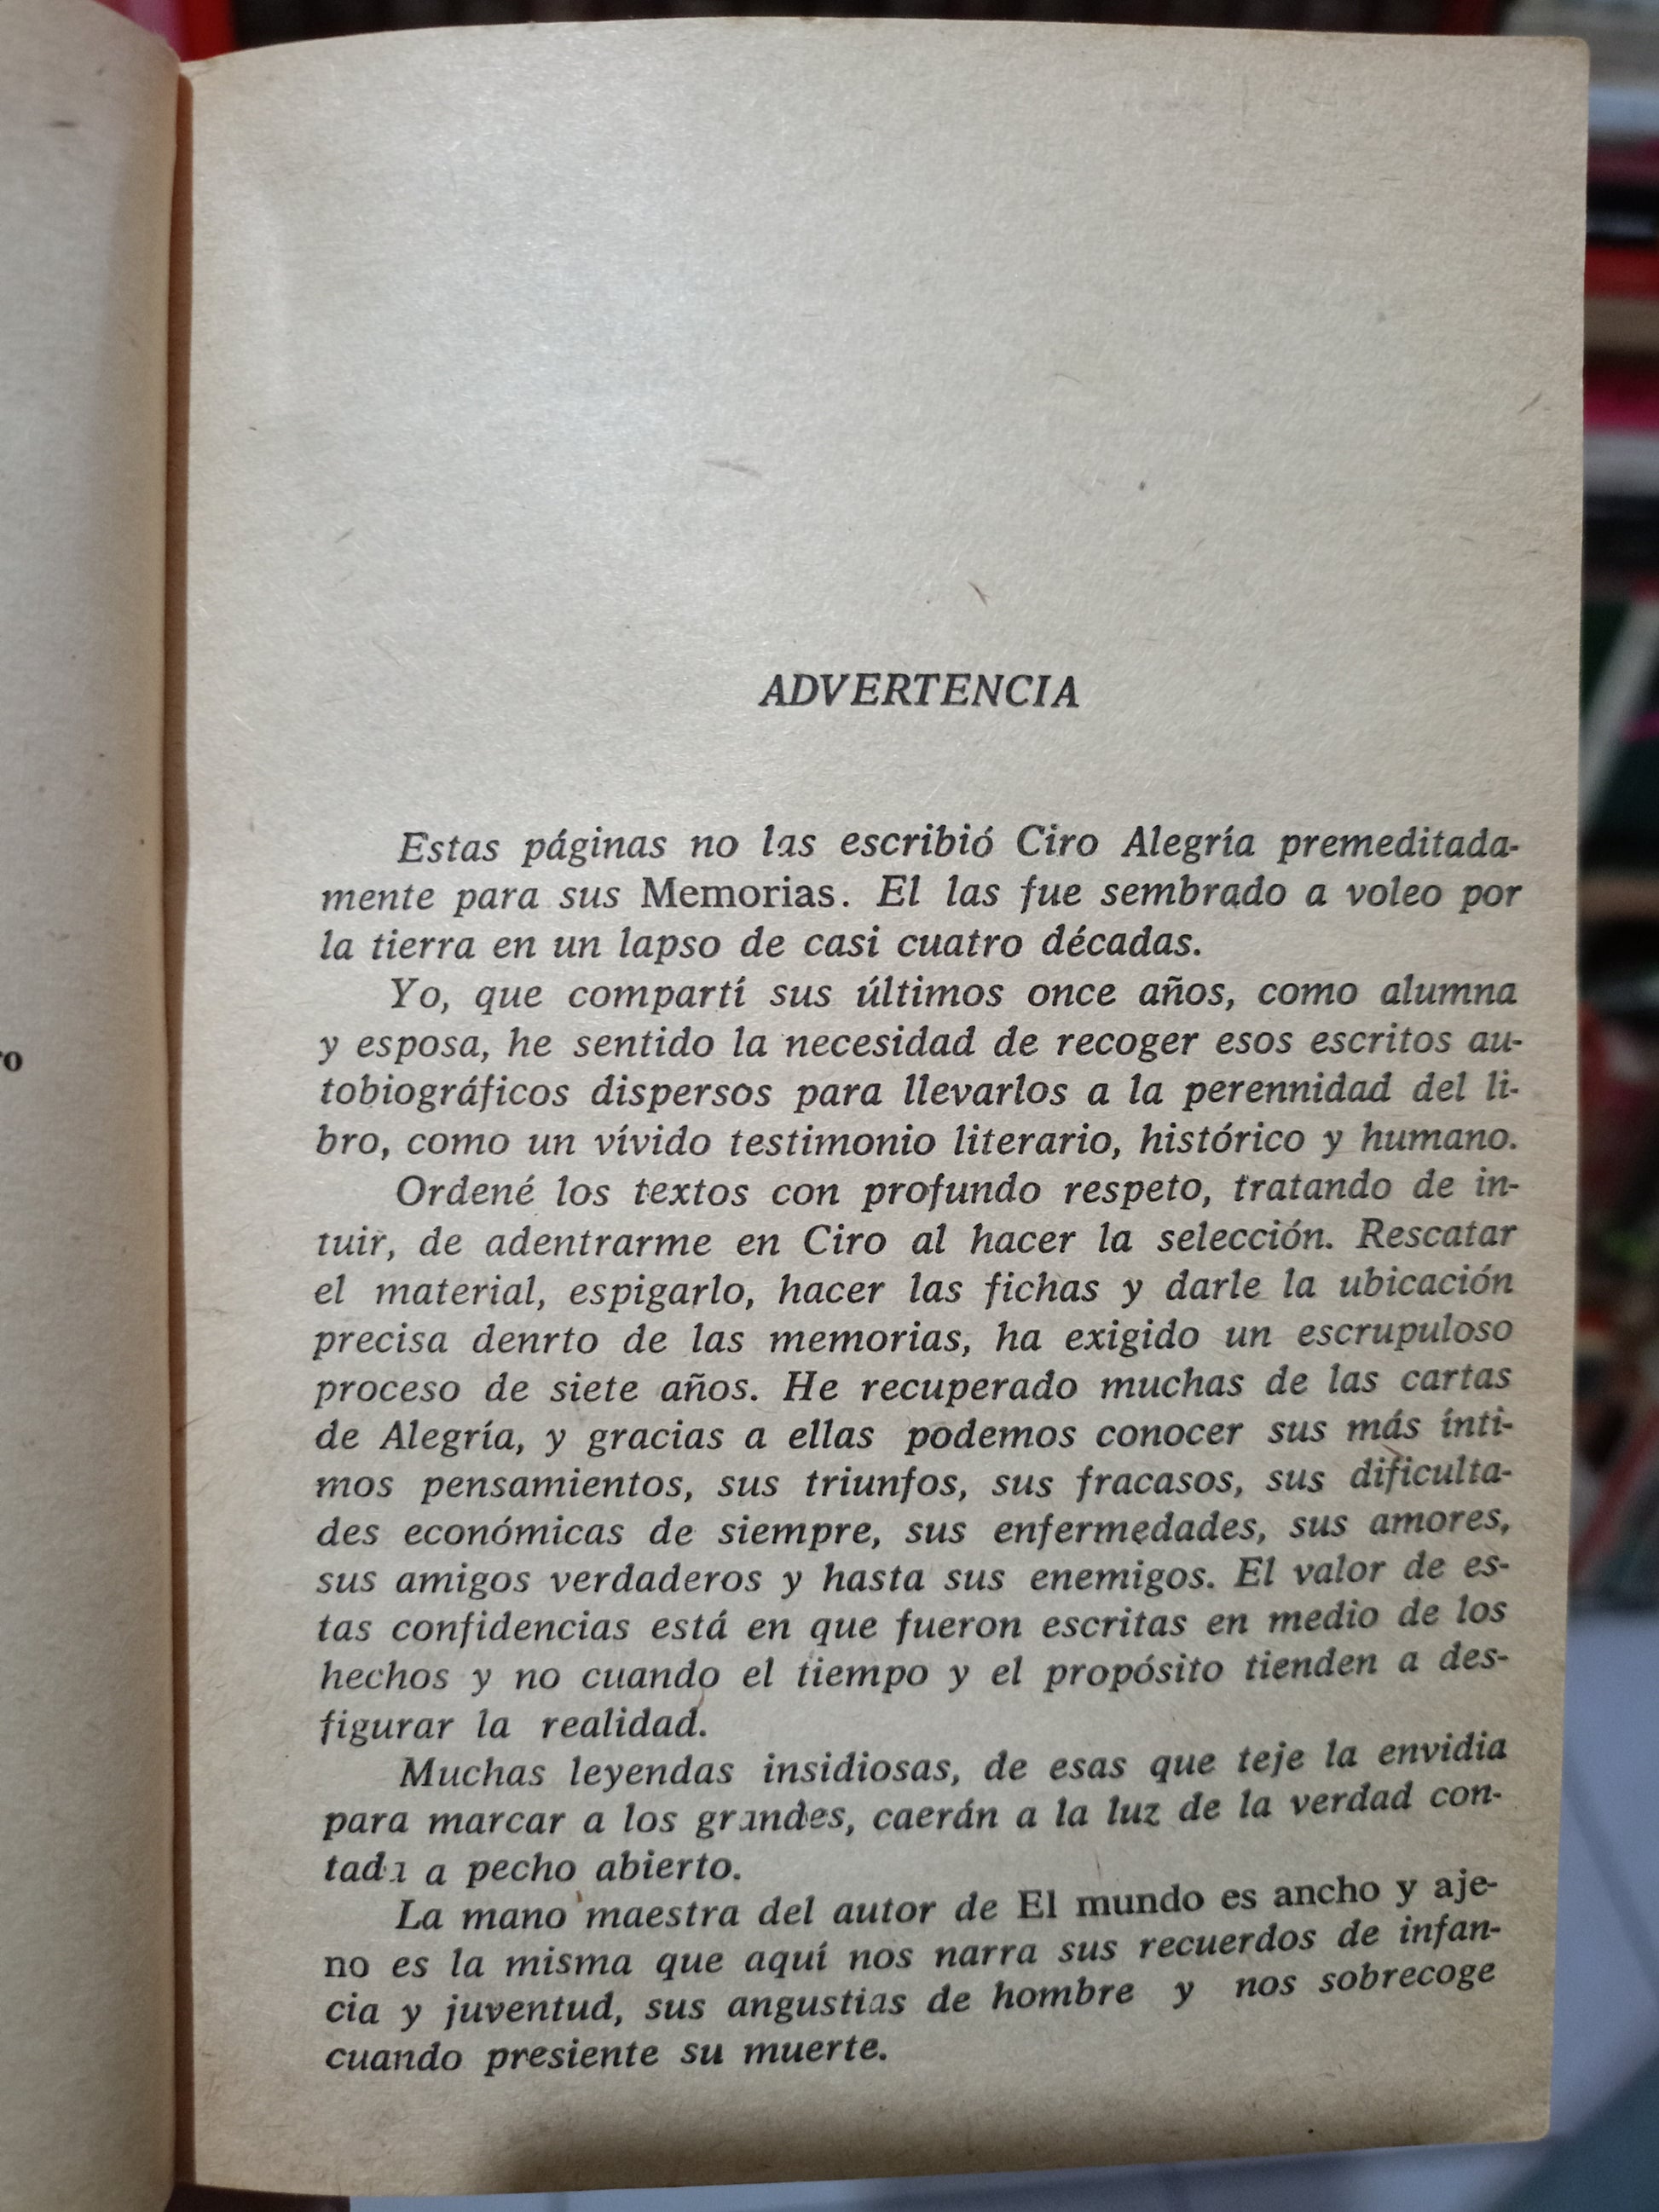 ro
ADVERTENCIA
Estas páginas no las escribió Ciro Alegría premeditada-
mente para sus Memorias. El las fue sembrado a voleo por
la tierra en un lapso de casi cuatro décadas.
Yo, que compartí sus últimos once años, como alumna
y esposa, he sentido la necesidad de recoger esos escritos au-
tobiográficos dispersos para llevarlos a la perennidad del li-
bro, como un vívido testimonio literario, histórico y humano.
Ordené los textos con profundo respeto, tratando de in-
tuir, de adentrarme en Ciro al hacer la selección. Rescatar
el material, espigarlo, hacer las fichas y darle la ubicación
precisa denrto de las memorias, ha exigido un escrupuloso
proceso de siete años. He recuperado muchas de las cartas
de Alegría, y gracias a ellas podemos conocer sus más ínti-
mos pensamientos, sus triunfos, sus fracasos, sus dificulta-
des económicas de siempre, sus enfermedades, sus amores,
sus amigos verdaderos y hasta sus enemigos. El valor de es-
tas confidencias está en que fueron escritas en medio de los
hechos y no cuando el tiempo y el propósito tienden a des-
figurar la realidad.
Muchas leyendas insidiosas, de esas que teje la envidia
para marcar a los grandes, caerán a la luz de la verdad con-
tada a pecho abierto.
La mano maestra del autor de El mundo es ancho y aje-
no es la misma que aquí nos narra sus recuerdos de infan-
cia y juventud, sus angustias de hombre y nos sobrecoge
cuando presiente su muerte.